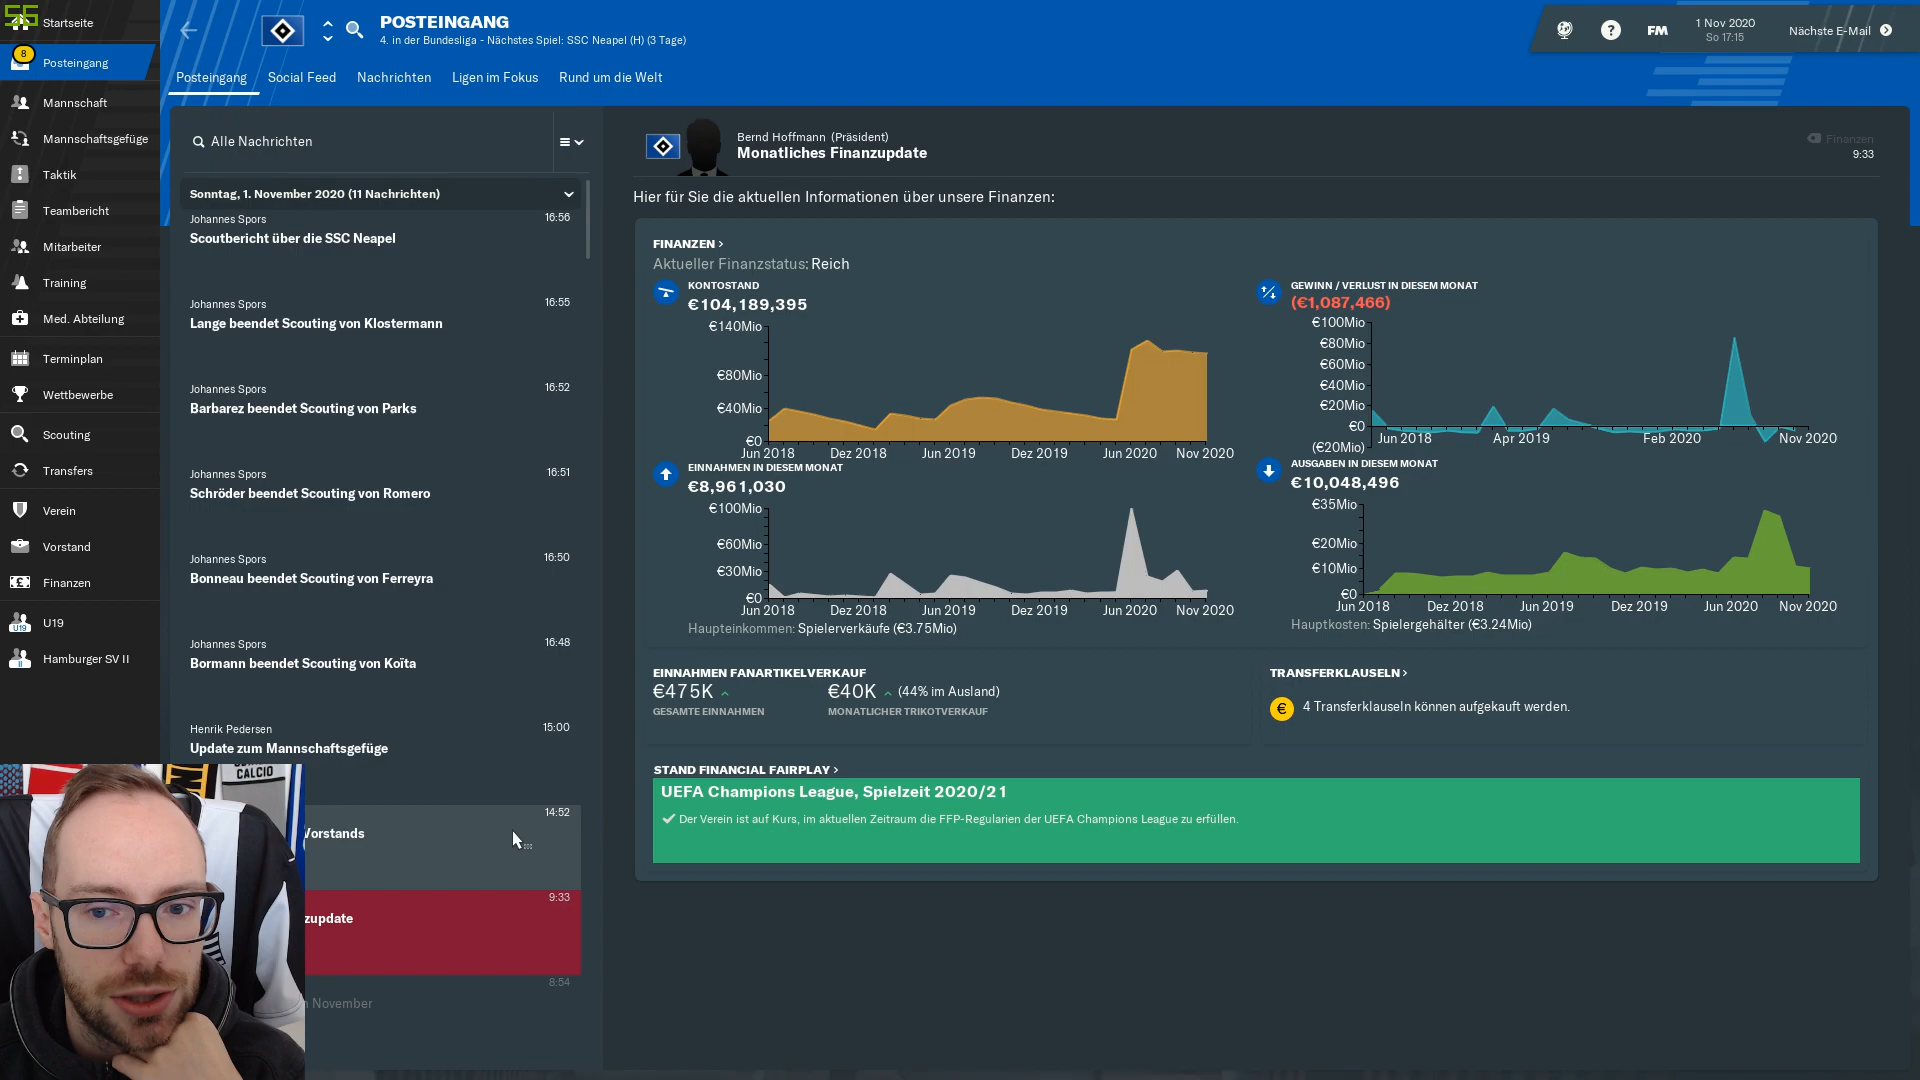 56
Startseite
8
Posteingang
Mannschaft
Mannschaftsgefüge
Taktik
Teambericht
Mitarbeiter
Training
Med. Abteilung
Terminplan
Wettbewerbe
Scouting
Transfers
Verein
Vorstand
Finanzen
U19
U19
II
Hamburger SV II
POSTEINGANG
4. in der Bundesliga - Nächstes Spiel: SSC Neapel (H) (3 Tage)
?
FM
1 Nov 2020
So 17:15
Nächste E-Mail
Posteingang
Social Feed
Nachrichten
Ligen im Fokus
Rund um die Welt
Alle Nachrichten
Sonntag, 1. November 2020 (11 Nachrichten)
Johannes Spors
16:56
Scoutbericht über die SSC Neapel
Johannes Spors
16:55
Lange beendet Scouting von Klostermann
Johannes Spors
16:52
Barbarez beendet Scouting von Parks
Johannes Spors
16:51
Schröder beendet Scouting von Romero
Johannes Spors
16:50
Bonneau beendet Scouting von Ferreyra
Johannes Spors
16:48
Bormann beendet Scouting von Koïta
Henrik Pedersen
15:00
Update zum Mannschaftsgefüge
14:52
Vorstands
9:33
zupdate
8:54
n November
CALCIO
Bernd Hoffmann (Präsident)
Monatliches Finanzupdate
Finanzen
9:33
Hier für Sie die aktuellen Informationen über unsere Finanzen:
FINANZEN >
Aktueller Finanzstatus: Reich
KONTOSTAND
€104,189,395
€140Mio
€80Mio
€40Mio
€0
Jun 2018
Dez 2018
Jun 2019
Dez 2019
Jun 2020
Nov 2020
GEWINN / VERLUST IN DIESEM MONAT
(€1,087,466)
€100Mio
€80Mio
€60Mio
€40Mio
€20Mio
€0
(€20Mio)
Jun 2018
Apr 2019
Feb 2020
Nov 2020
EINNAHMEN IN DIESEM MONAT
€8,961,030
€100Mio
€60Mio
€30Mio
€0
Jun 2018
Dez 2018
Jun 2019
Dez 2019
Jun 2020
Nov 2020
Haupteinkommen: Spielerverkäufe (€3.75Mio)
AUSGABEN IN DIESEM MONAT
€10,048,496
€35Mio
€20Mio
€10Mio
€0
Jun 2018
Dez 2018
Jun 2019
Dez 2019
Jun 2020
Nov 2020
Hauptkosten: Spielergehälter (€3.24Mio)
EINNAHMEN FANARTIKELVERKAUF
€475K
€40K
(44% im Ausland)
GESAMTE EINNAHMEN
MONATLICHER TRIKOTVERKAUF
TRANSFERKLAUSELN >
€
4 Transferklauseln können aufgekauft werden.
STAND FINANCIAL FAIRPLAY >
UEFA Champions League, Spielzeit 2020/21
Der Verein ist auf Kurs, im aktuellen Zeitraum die FFP-Regularien der UEFA Champions League zu erfüllen.